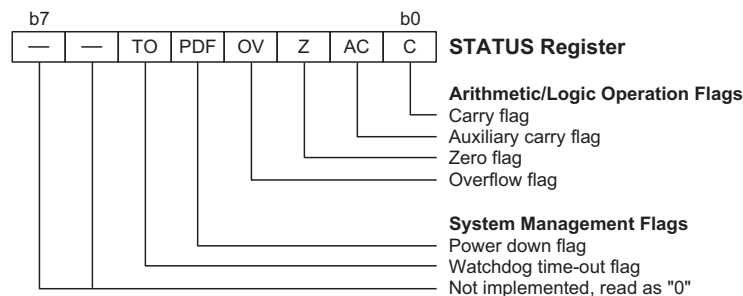 b7 b0
— — TO PDF OV Z AC C STATUS Register
Arithmetic/Logic Operation Flags
Carry flag
Auxiliary carry flag
Zero flag
Overflow flag
System Management Flags
Power down flag
Watchdog time-out flag
Not implemented, read as "0"